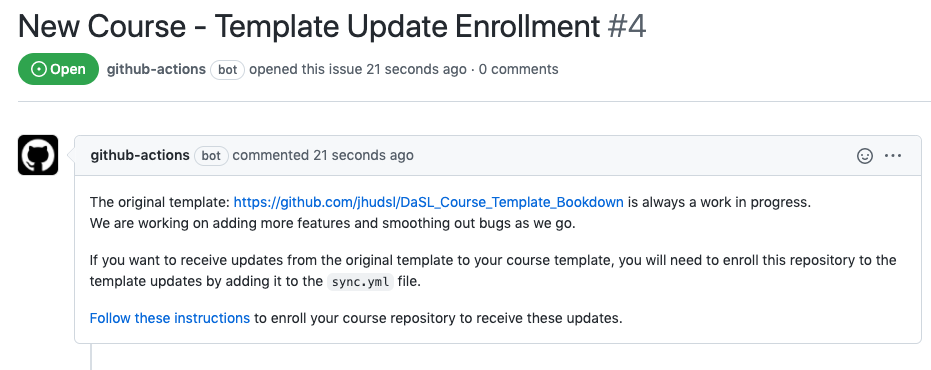 New Course - Template Update Enrollment #4
Open github-actions bot opened this issue 21 seconds ago · 0 comments
github-actions bot commented 21 seconds ago
The original template: https://github.com/jhudsl/DaSL_Course_Template_Bookdown is always a work in progress.
We are working on adding more features and smoothing out bugs as we go.
If you want to receive updates from the original template to your course template, you will need to enroll this repository to the
template updates by adding it to the sync.yml file.
Follow these instructions to enroll your course repository to receive these updates.